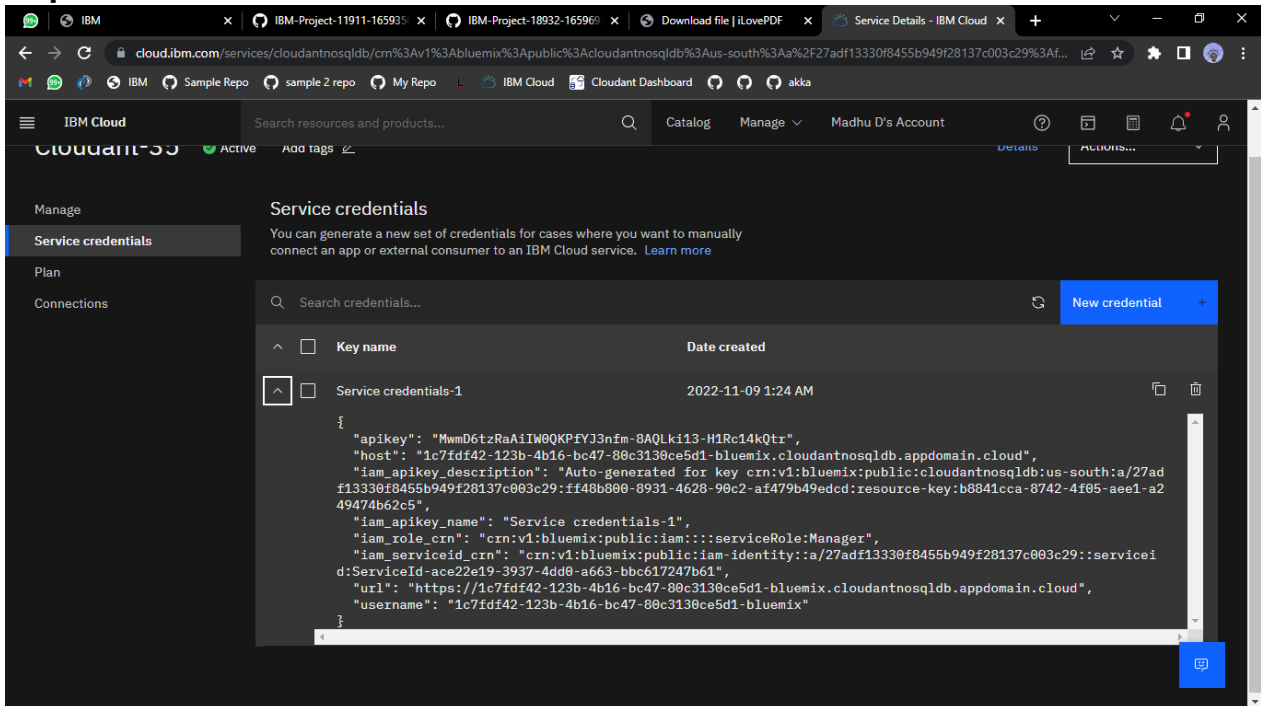 IBM
IBM-Project-11911-165935
IBM-Project-18932-165969
Download file | iLovePDF
Service Details - IBM Cloud
cloud.ibm.com/services/cloudantnosqldb/crn%3Av1%3Abluemix%3Apublic%3Acloudantnosqldb%3Aus-south%3Aa%2F27adf13330f8455b949f28137c003c29%3Af...
IBM
Sample Repo
sample 2 repo
My Repo
L
IBM Cloud
Cloudant Dashboard
akka
IBM Cloud
Search resources and products...
Catalog
Manage
Madhu D's Account
Cloudant-35
Active
Add tags
Details
Actions...
Manage
Service credentials
Plan
Connections
Service credentials
You can generate a new set of credentials for cases where you want to manually
connect an app or external consumer to an IBM Cloud service. Learn more
Search credentials...
New credential +
Key name
Date created
Service credentials-1
2022-11-09 1:24 AM
{
"apikey": "MwmD6tzRaAiIW0QKPfYJ3nfm-8AQLki13-H1Rc14kQtr",
"host": "1c7fdf42-123b-4b16-bc47-80c3130ce5d1-bluemix.cloudantnosqldb.appdomain.cloud",
"iam_apikey_description": "Auto-generated for key crn:v1:bluemix:public:cloudantnosqldb:us-south:a/27ad
f13330f8455b949f28137c003c29:ff48b800-8931-4628-90c2-af479b49edcd:resource-key:b8841cca-8742-4f05-aee1-a2
49474b62c5",
"iam_apikey_name": "Service credentials-1",
"iam_role_crn": "crn:v1:bluemix:public:iam::::serviceRole:Manager",
"iam_serviceid_crn": "crn:v1:bluemix:public:iam-identity::a/27adf13330f8455b949f28137c003c29::servicei
d:ServiceId-ace22e19-3937-4dd0-a663-bbc617247b61",
"url": "https://1c7fdf42-123b-4b16-bc47-80c3130ce5d1-bluemix.cloudantnosqldb.appdomain.cloud",
"username": "1c7fdf42-123b-4b16-bc47-80c3130ce5d1-bluemix"
}